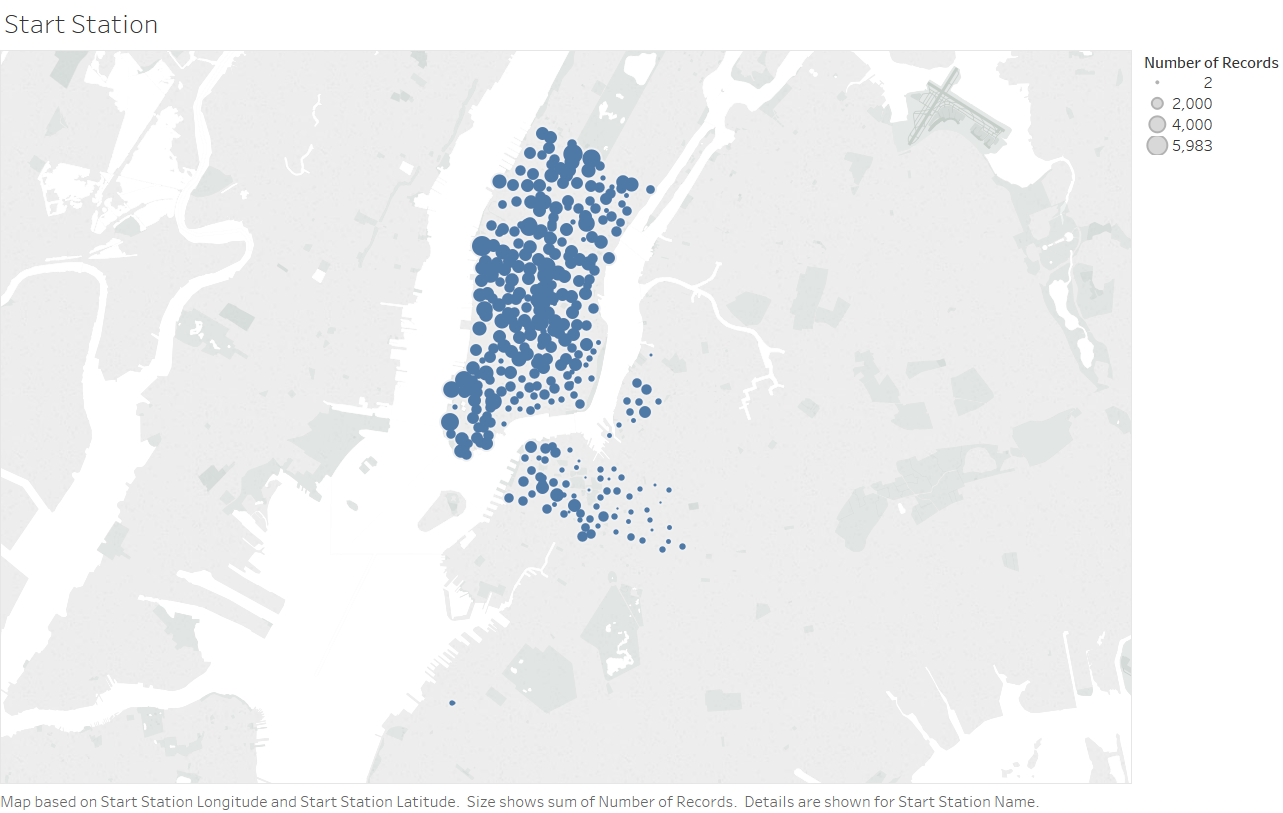 Start Station
Number of Records
2
2,000
4,000
5,983
Map based on Start Station Longitude and Start Station Latitude.  Size shows sum of Number of Records.  Details are shown for Start Station Name.